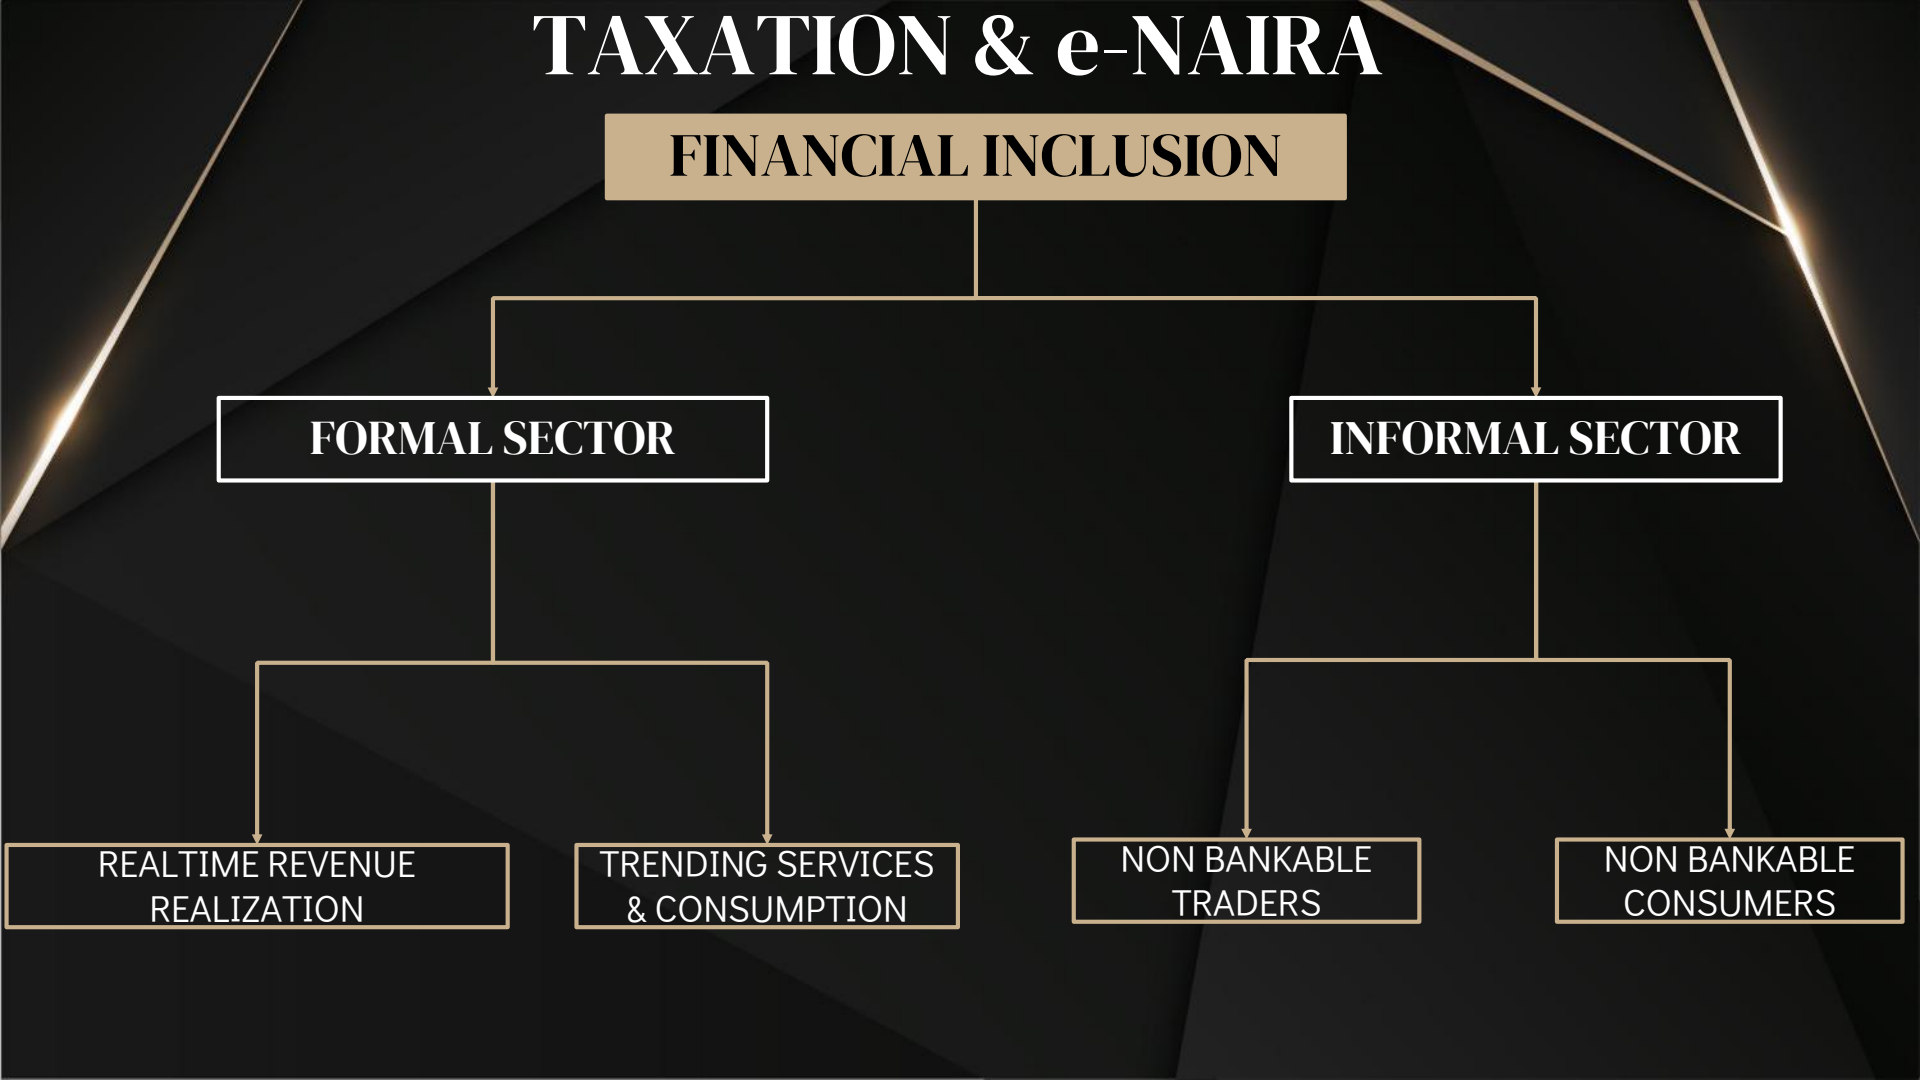 TAXATION & e-NAIRA
FINANCIAL INCLUSION
FORMAL SECTOR
INFORMAL SECTOR
REALTIME REVENUE
REALIZATION
TRENDING SERVICES
& CONSUMPTION
NON BANKABLE
TRADERS
NON BANKABLE
CONSUMERS